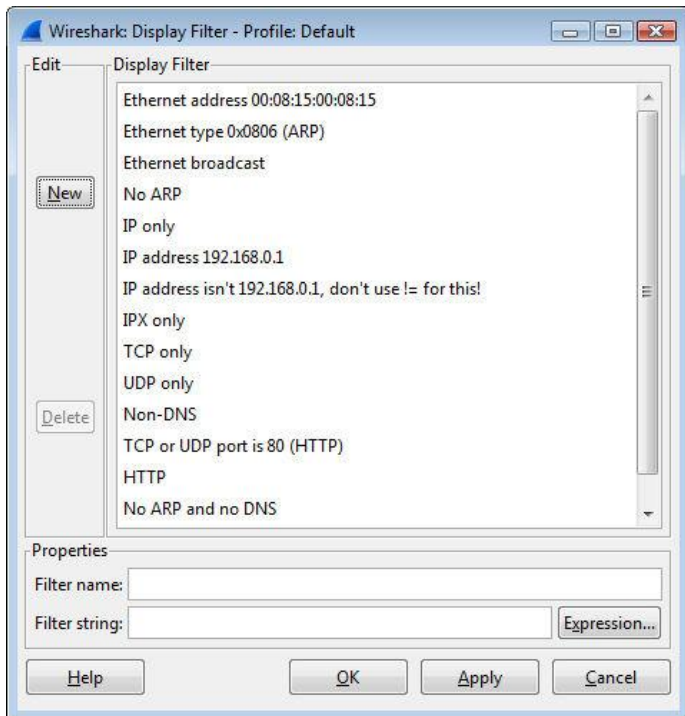 Wireshark: Display Filter - Profile: Default
Edit
Display Filter
Ethernet address 00:08:15:00:08:15
Ethernet type 0x0806 (ARP)
Ethernet broadcast
New
No ARP
IP only
IP address 192.168.0.1
IP address isn't 192.168.0.1, don't use != for this!
IPX only
TCP only
UDP only
Delete
Non-DNS
TCP or UDP port is 80 (HTTP)
HTTP
No ARP and no DNS
Properties
Filter name:
Filter string:
Expression...
Help
OK
Apply
Cancel